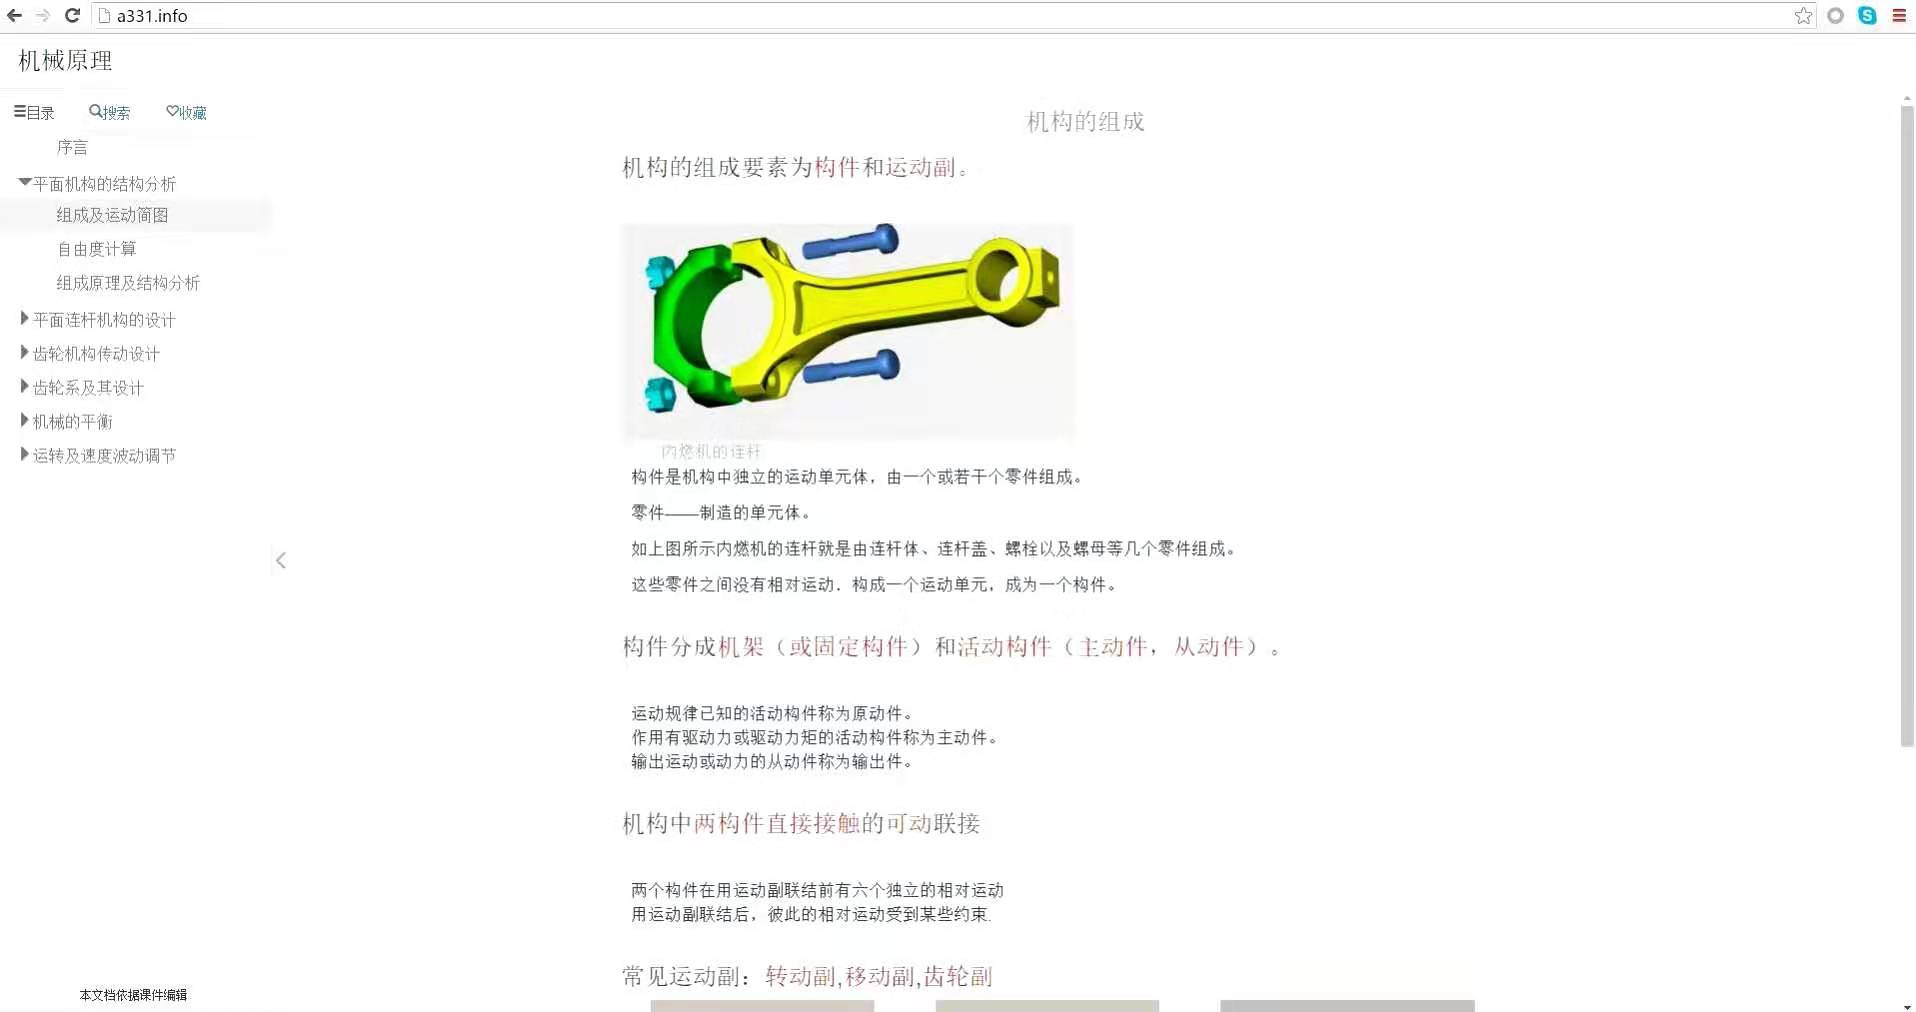 a331.info
机械原理
目录
搜索
收藏
序言
平面机构的结构分析
组成及运动简图
自由度计算
组成原理及结构分析
平面连杆机构的设计
齿轮机构传动设计
齿轮系及其设计
机械的平衡
运转及速度波动调节
本文档依据课件编辑
机构的组成
机构的组成要素为构件和运动副。
内燃机的连杆
构件是机构中独立的运动单元体，由一个或若干个零件组成。
零件——制造的单元体。
如上图所示内燃机的连杆就是由连杆体、连杆盖、螺栓以及螺母等几个零件组成。
这些零件之间没有相对运动．构成一个运动单元，成为一个构件。
构件分成机架（或固定构件）和活动构件（主动件，从动件）。
运动规律已知的活动构件称为原动件。
作用有驱动力或驱动力矩的活动构件称为主动件。
输出运动或动力的从动件称为输出件。
机构中两构件直接接触的可动联接
两个构件在用运动副联结前有六个独立的相对运动
用运动副联结后，彼此的相对运动受到某些约束.
常见运动副：转动副,移动副,齿轮副